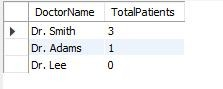 DoctorName TotalPatients
Dr. Smith 3
Dr. Adams 1
Dr. Lee 0